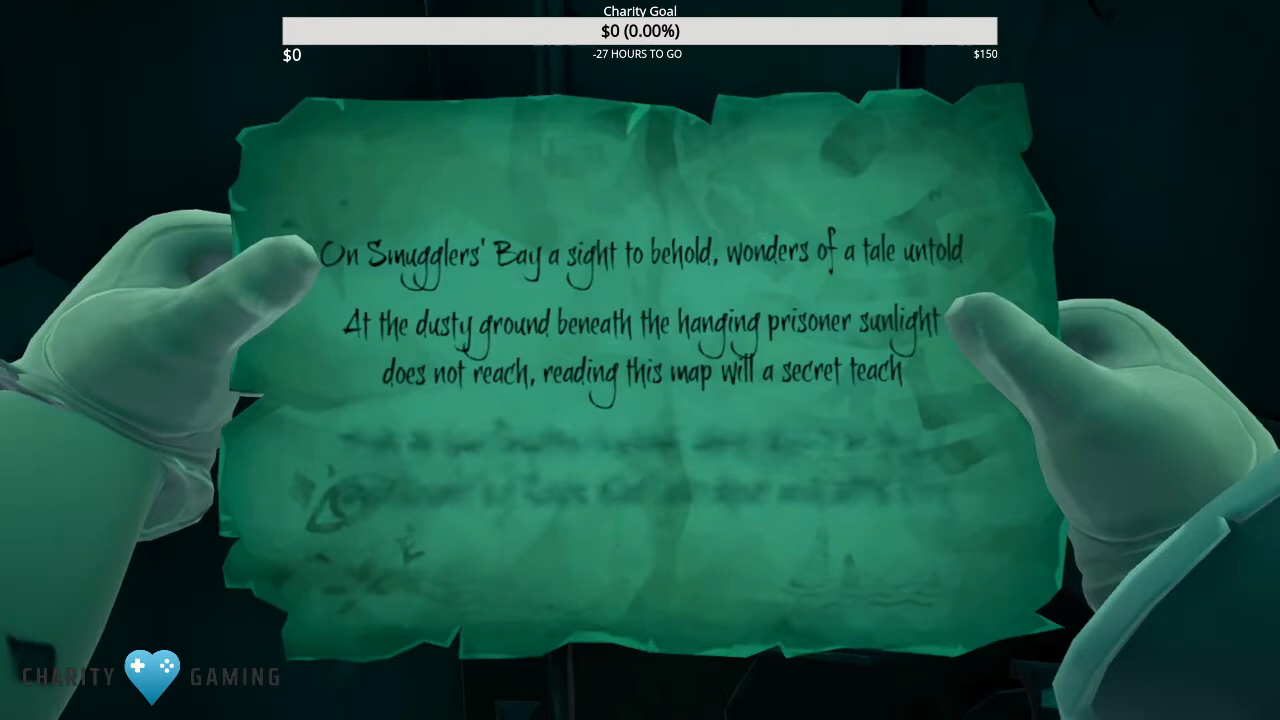 Charity Goal
$0 (0.00%)
$0
-27 HOURS TO GO
$150
On Smugglers' Bay a sight to behold, wonders of a tale untold
At the dusty ground beneath the hanging prisoner sunlight
does not reach, reading this map will a secret teach
CHARITY GAMING